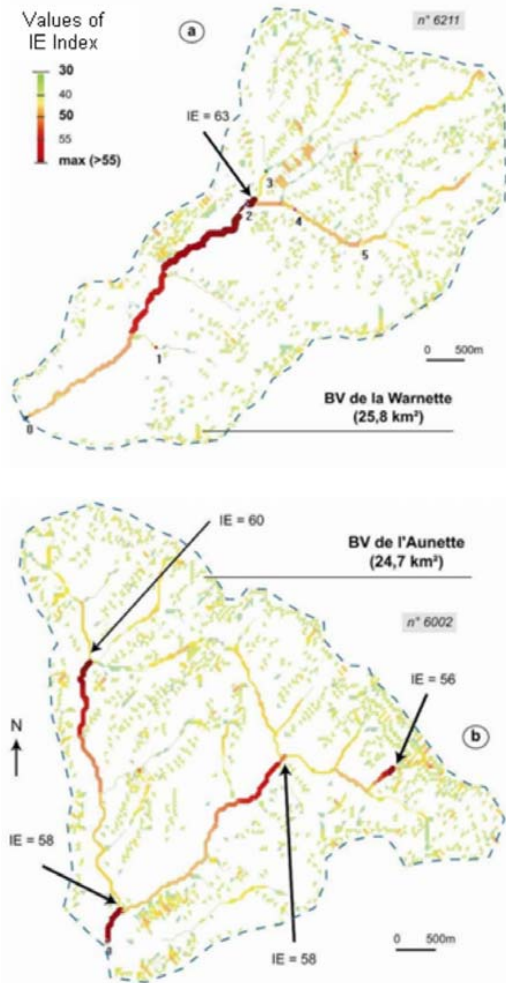 Values of
IE Index
30
40
50
55
max (>55)
a
n° 6211
IE = 63
3
2
4
5
1
0
0 500m
BV de la Warnette
(25,8 km²)
IE = 60
BV de l'Aunette
(24,7 km²)
n° 6002
IE = 56
N
b
IE = 58
IE = 58
0 500m